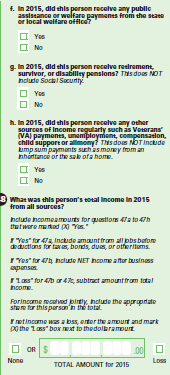 f. In 2015, did this person receive any public
assistance or welfare payments from the state
or local welfare office?
Yes
No
g. In 2015, did this person receive retirement,
survivor, or disability pensions? This does NOT
include Social Security.
Yes
No
h. In 2015, did this person receive any other
sources of income regularly such as Veterans'
(VA) payments, unemployment compensation,
child support or alimony? This does NOT include
lump sum payments such as money from an
inheritance or the sale of a home.
Yes
No
8 What was this person's total income in 2015
from all sources?
Include income amounts for questions 47a to 47h
that were marked (X) "Yes."
If "Yes" for 47a, include amount from all jobs before
deductions for taxes, bonds, dues, or other items.
If "Yes" for 47b, include NET income after business
expenses.
If "Loss" for 47b or 47c, subtract amount from total
income.
For income received jointly, include the appropriate
share for this person in the total.
If net income was a loss, enter the amount and mark
(X) the "Loss" box next to the dollar amount.
OR $ .00
None Loss
TOTAL AMOUNT for 2015